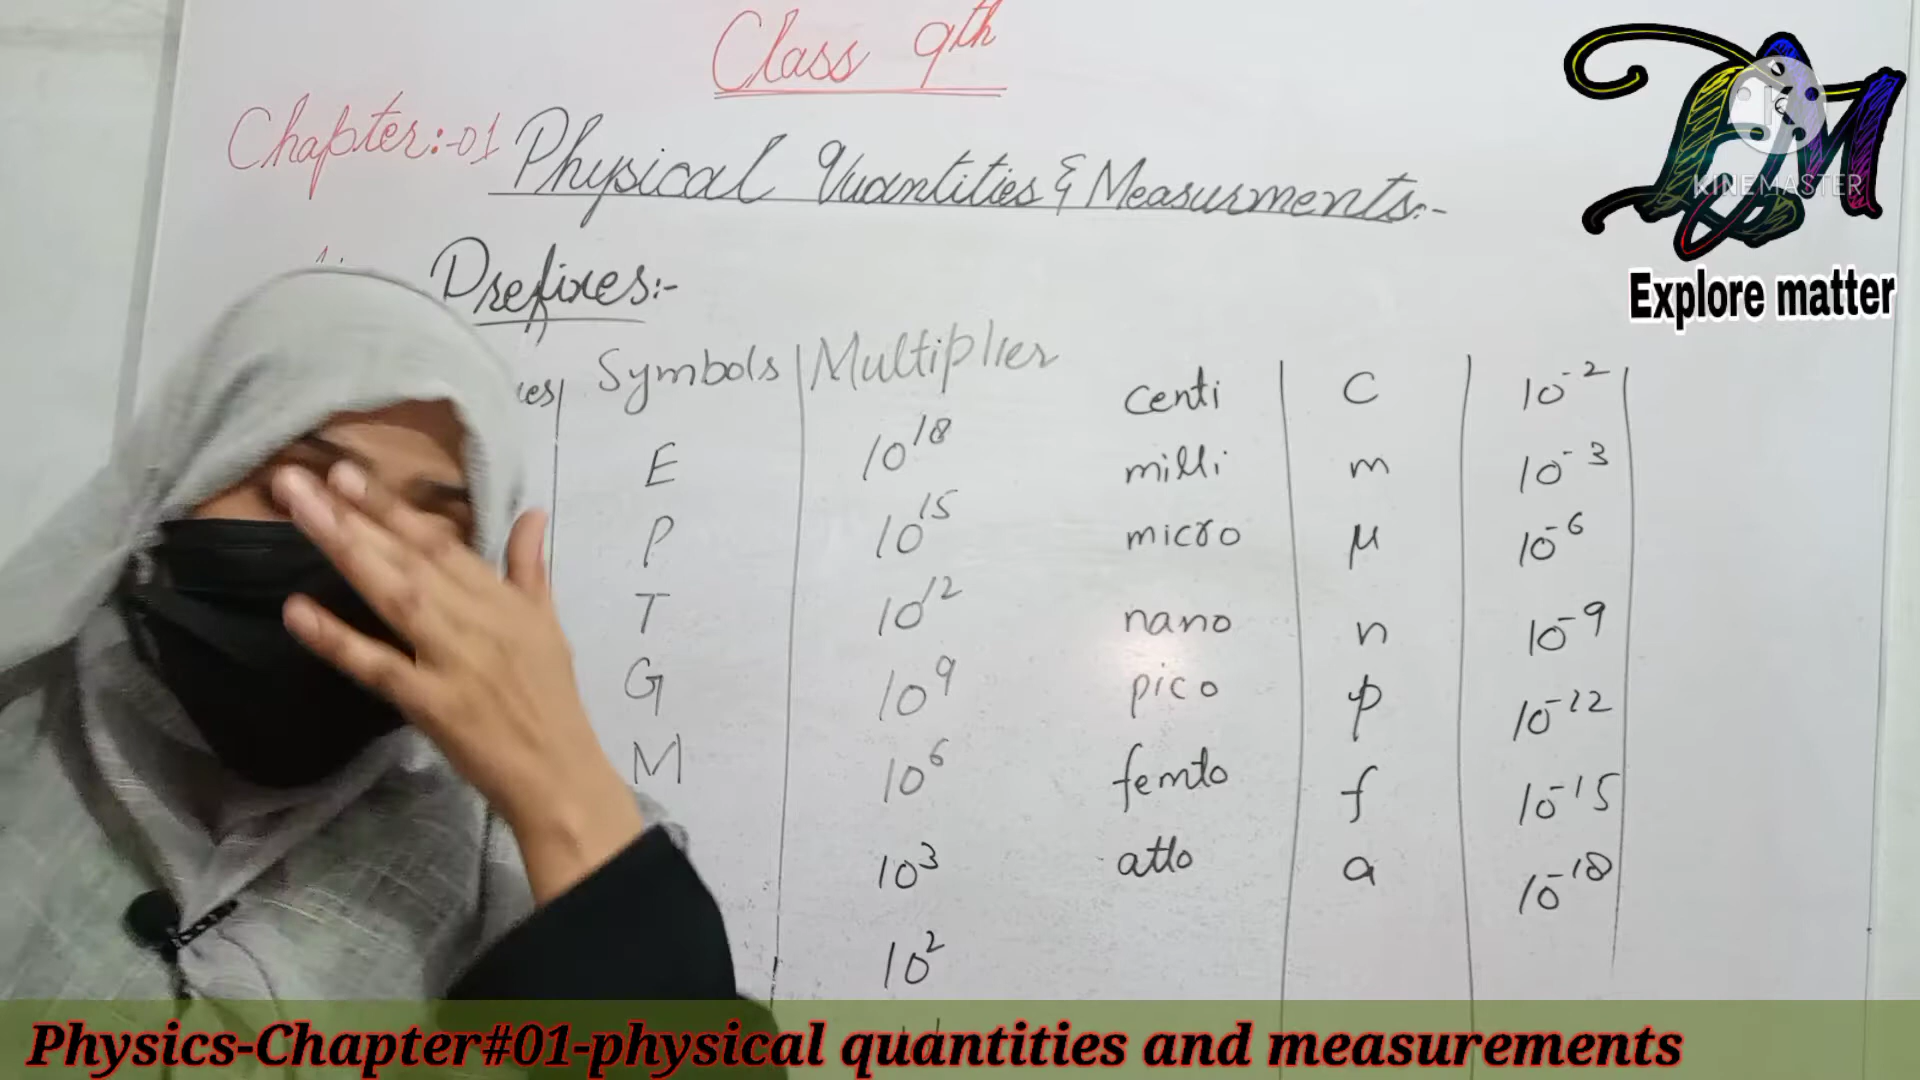 Class 9th
Chapter:-01 Physical Quantities & Measurments:-
KINEMASTER
Explore matter
Prefixes:-
Symbols Multiplier
E 10^18
P 10^15
T 10^12
G 10^9
M 10^6
10^3
10^2
centi c 10^-2
milli m 10^-3
micro μ 10^-6
nano n 10^-9
pico p 10^-12
femto f 10^-15
atto a 10^-18
Physics-Chapter#01-physical quantities and measurements